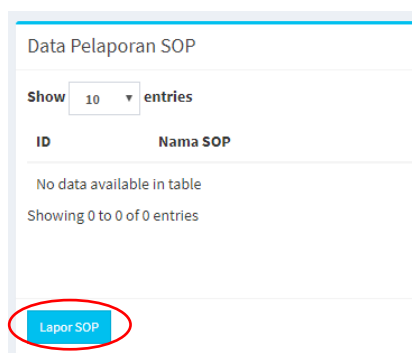 Data Pelaporan SOP
Show 10 entries
ID Nama SOP
No data available in table
Showing 0 to 0 of 0 entries
Lapor SOP